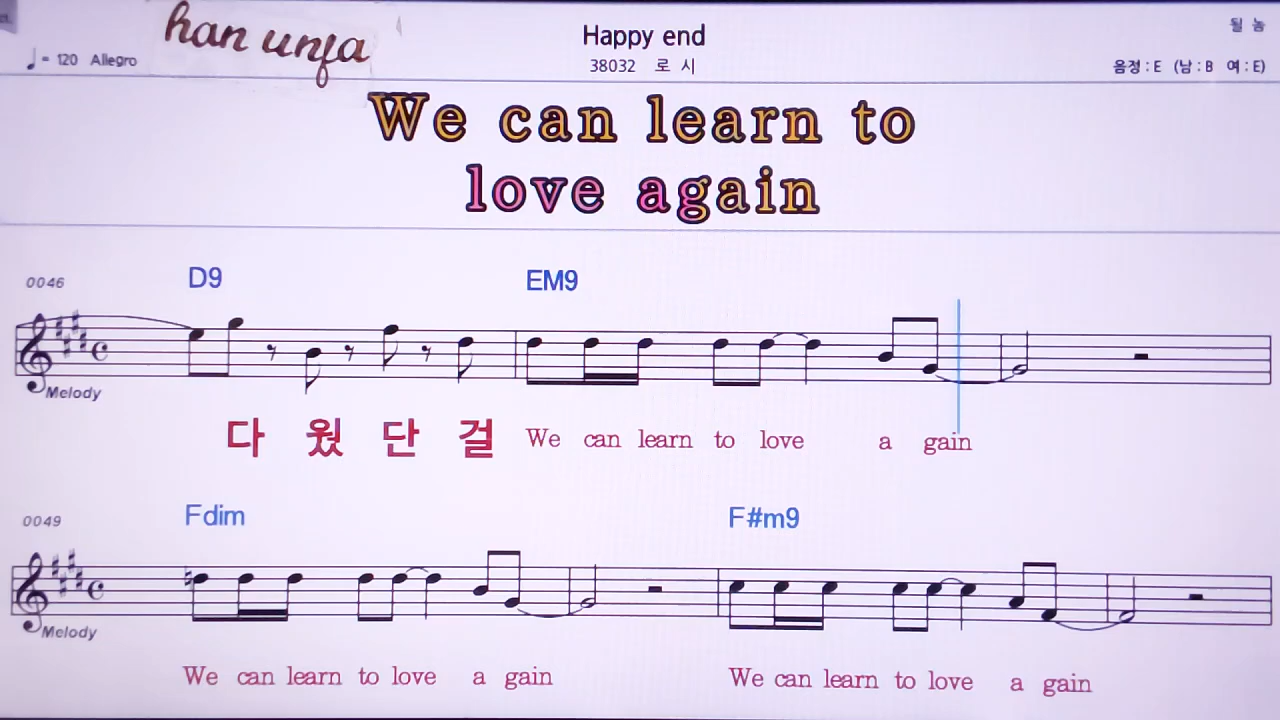 han unja
Happy end
될 놈
♩ = 120 Allegro
38032 로 시
음정 : E (남 : B 여 : E)
We can learn to
love again
0046
D9 EM9
Melody
다 웠 단 걸 We can learn to love a gain
0049
Fdim F#m9
Melody
We can learn to love a gain We can learn to love a gain